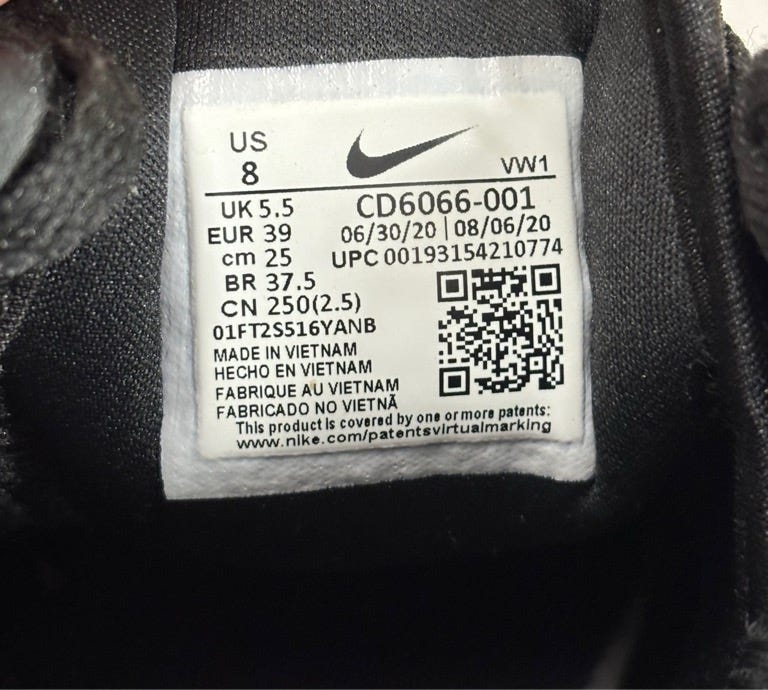 US
8
VW1
UK 5.5
EUR 39
cm 25
BR 37.5
CN 250(2.5)
CD6066-001
06/30/20 | 08/06/20
UPC 00193154210774
01FT2S516YANB
MADE IN VIETNAM
HECHO EN VIETNAM
FABRIQUE AU VIETNAM
FABRICADO NO VIETNÃ
This product is covered by one or more patents:
www.nike.com/patentsvirtualmarking